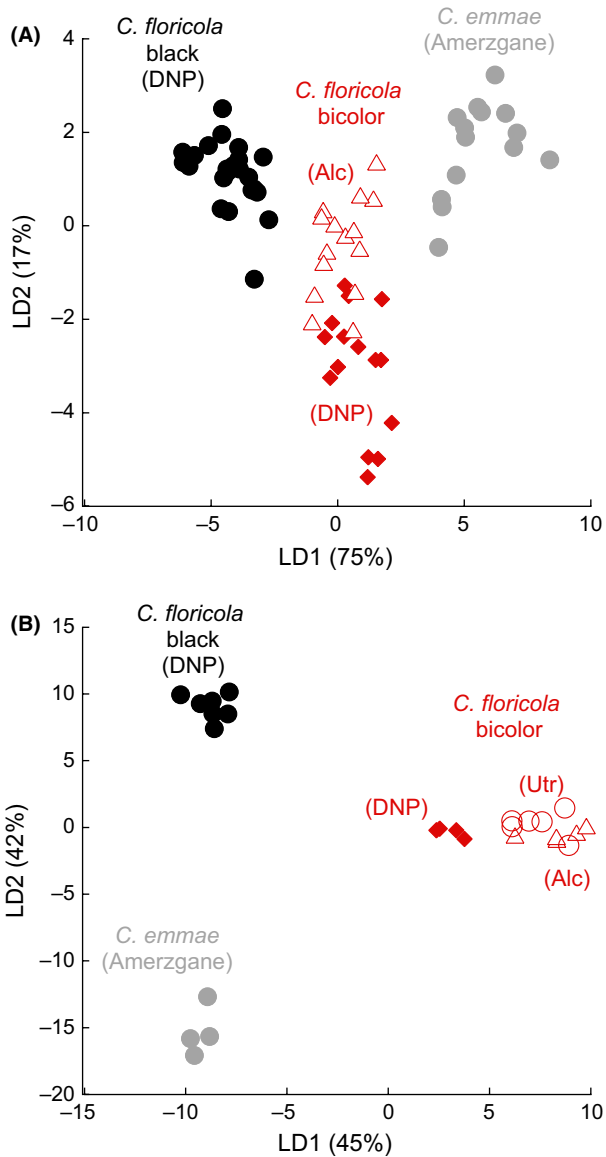 (A)
C. floricola
black
(DNP)
C. emmae
(Amerzgane)
C. floricola
bicolor
(Alc)
(DNP)
4
2
0
−2
−4
−6
LD2 (17%)
−10
−5
0
5
10
LD1 (75%)
(B)
C. floricola
black
(DNP)
C. floricola
bicolor
(Utr)
(DNP)
(Alc)
C. emmae
(Amerzgane)
15
10
5
0
−5
−10
−15
−20
LD2 (42%)
−15
−10
−5
0
5
10
LD1 (45%)